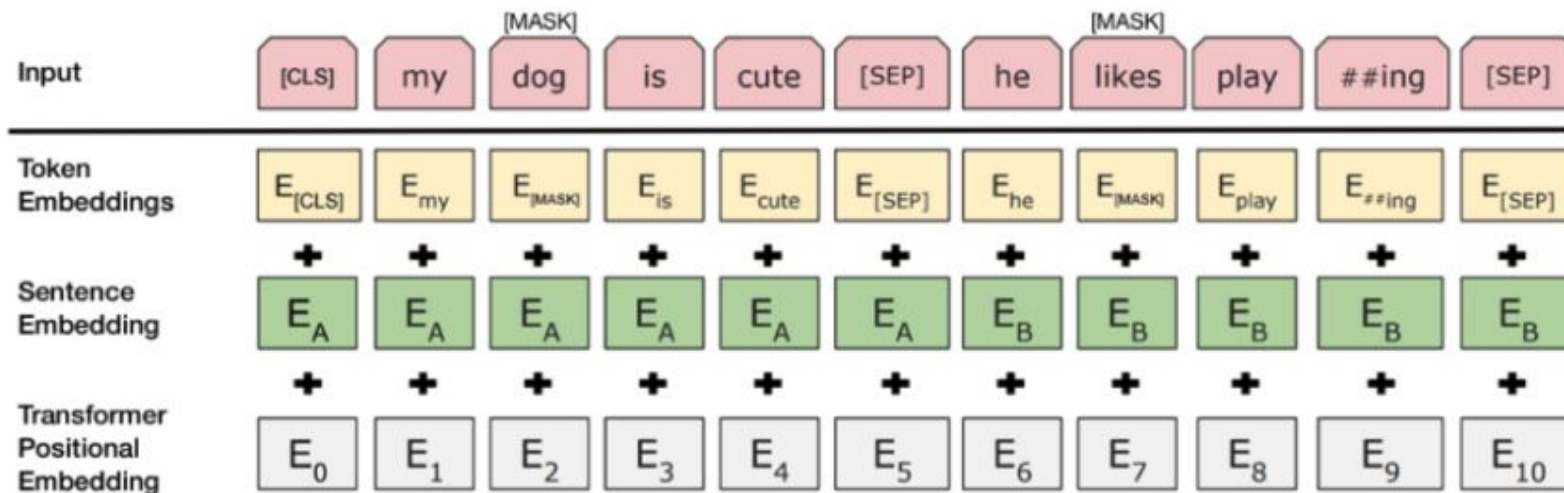 [MASK] [MASK]
Input [CLS] my dog is cute [SEP] he likes play ##ing [SEP]
Token
Embeddings
E[CLS] Emy E[MASK] Eis Ecute E[SEP] Ehe E[MASK] Eplay E##ing E[SEP]
+ + + + + + + + + + +
Sentence
Embedding
EA EA EA EA EA EA EB EB EB EB EB
+ + + + + + + + + + +
Transformer
Positional
Embedding
E0 E1 E2 E3 E4 E5 E6 E7 E8 E9 E10